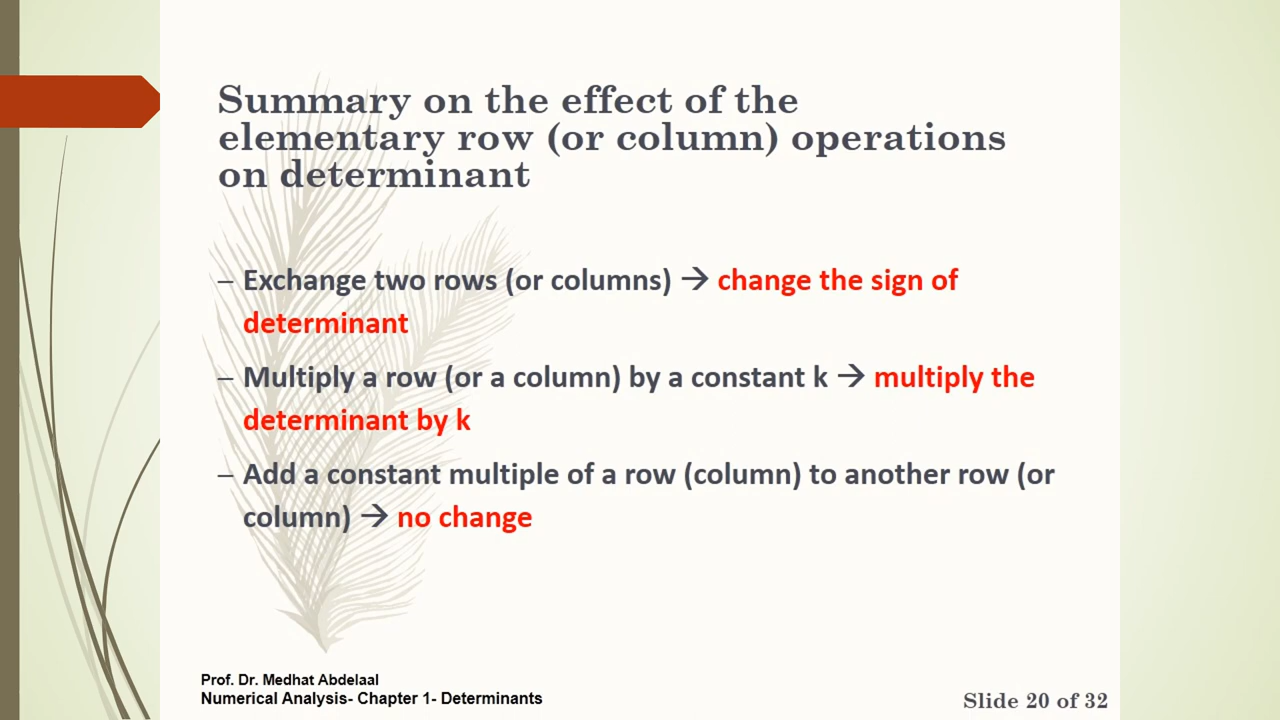 Summary on the effect of the
elementary row (or column) operations
on determinant
– Exchange two rows (or columns) → change the sign of
determinant
– Multiply a row (or a column) by a constant k → multiply the
determinant by k
– Add a constant multiple of a row (column) to another row (or
column) → no change
Prof. Dr. Medhat Abdelaal
Numerical Analysis- Chapter 1- Determinants
Slide 20 of 32